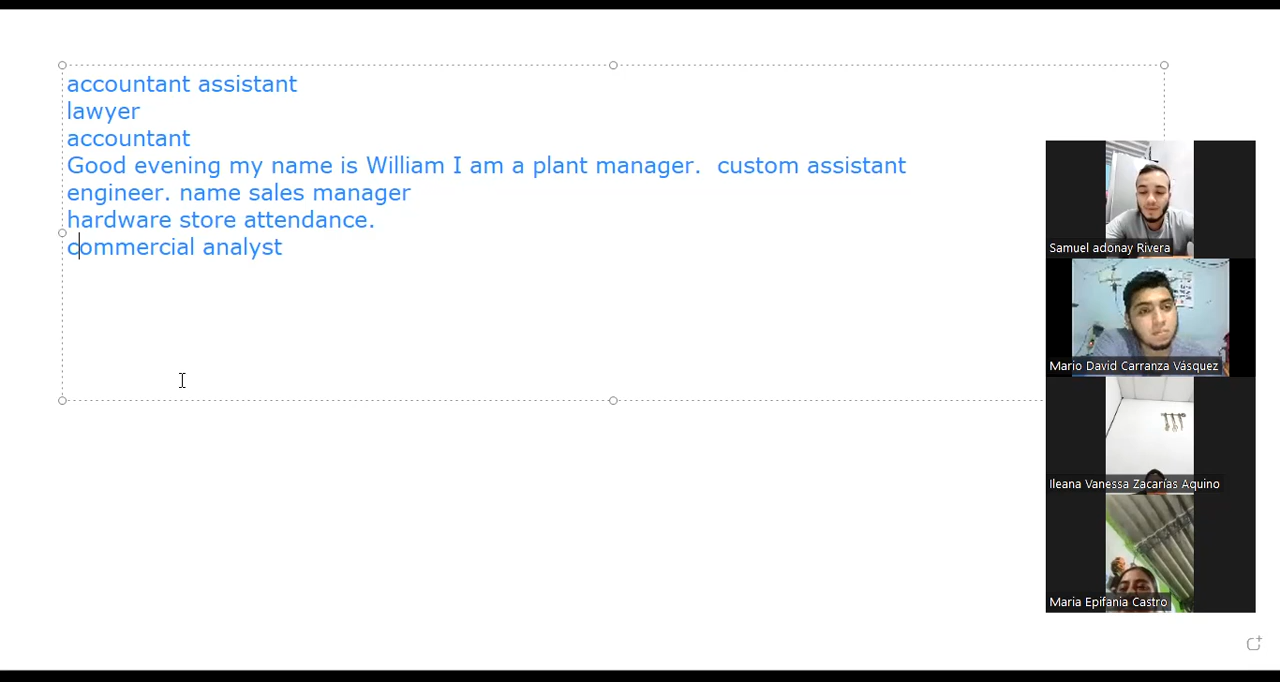 accountant assistant
lawyer
accountant
Good evening my name is William I am a plant manager.  custom assistant
engineer. name sales manager
hardware store attendance.
commercial analyst
Samuel adonay Rivera
Mario David Carranza Vásquez
Ileana Vanessa Zacarías Aquino
Maria Epifania Castro